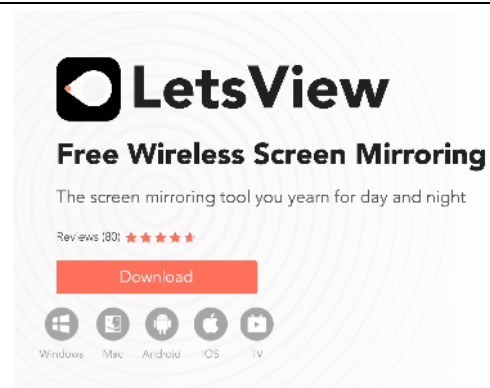 LetsView
Free Wireless Screen Mirroring
The screen mirroring tool you yearn for day and night
Reviews (80)
Download
Windows Mac Android iOS TV